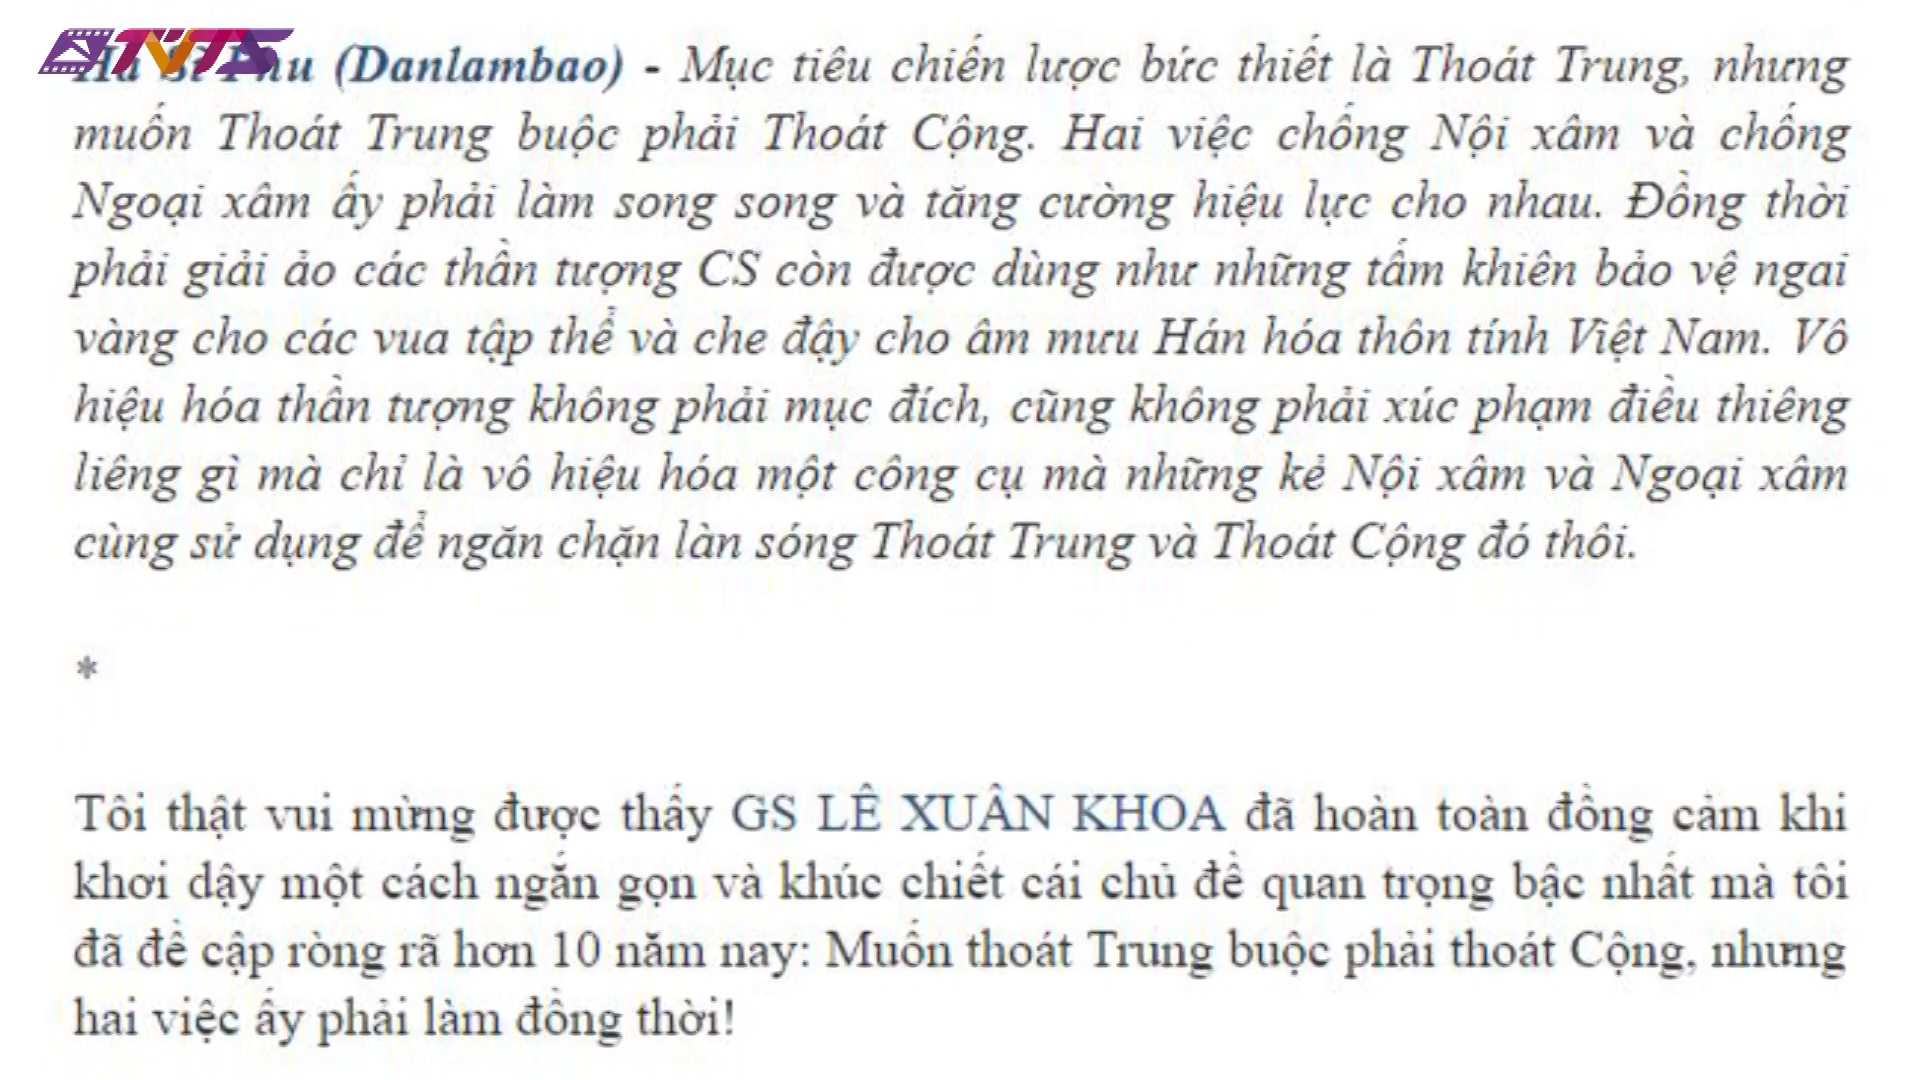 TVTS
Hà Sĩ Phu (Danlambao) - Mục tiêu chiến lược bức thiết là Thoát Trung, nhưng
muốn Thoát Trung buộc phải Thoát Cộng. Hai việc chống Nội xâm và chống
Ngoại xâm ấy phải làm song song và tăng cường hiệu lực cho nhau. Đồng thời
phải giải ảo các thần tượng CS còn được dùng như những tấm khiên bảo vệ ngai
vàng cho các vua tập thể và che đậy cho âm mưu Hán hóa thôn tính Việt Nam. Vô
hiệu hóa thần tượng không phải mục đích, cũng không phải xúc phạm điều thiêng
liêng gì mà chỉ là vô hiệu hóa một công cụ mà những kẻ Nội xâm và Ngoại xâm
cùng sử dụng để ngăn chặn làn sóng Thoát Trung và Thoát Cộng đó thôi.
*
Tôi thật vui mừng được thấy GS LÊ XUÂN KHOA đã hoàn toàn đồng cảm khi
khơi dậy một cách ngắn gọn và khúc chiết cái chủ đề quan trọng bậc nhất mà tôi
đã đề cập ròng rã hơn 10 năm nay: Muốn thoát Trung buộc phải thoát Cộng, nhưng
hai việc ấy phải làm đồng thời!